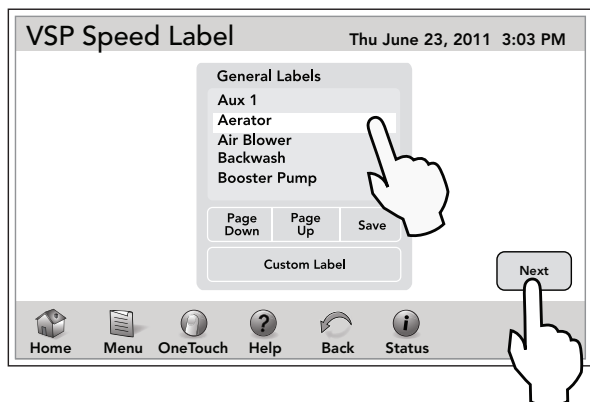 VSP Speed Label Thu June 23, 2011 3:03 PM
General Labels
Aux 1
Aerator
Air Blower
Backwash
Booster Pump
Page Down
Page Up
Save
Custom Label
Next
Home Menu OneTouch Help Back Status